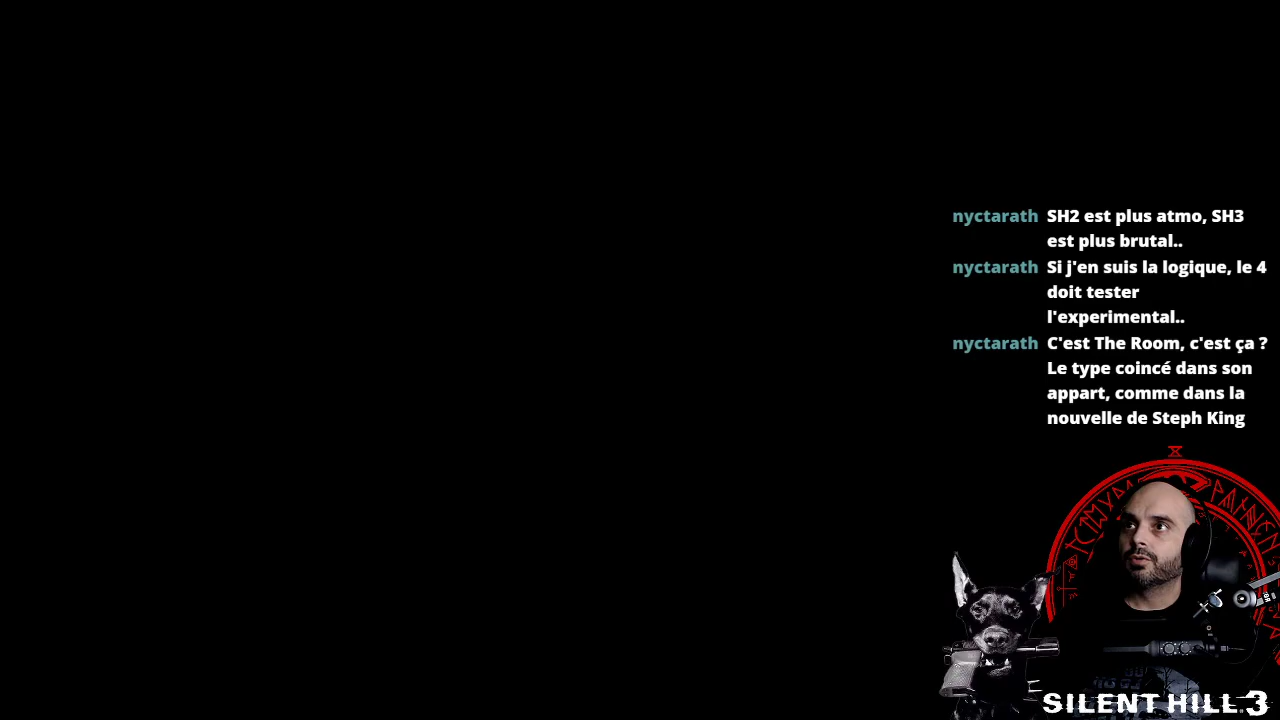 nyctarath SH2 est plus atmo, SH3
est plus brutal..
nyctarath Si j'en suis la logique, le 4
doit tester
l'experimental..
nyctarath C'est The Room, c'est ça ?
Le type coincé dans son
appart, comme dans la
nouvelle de Steph King
SILENT HILL 3